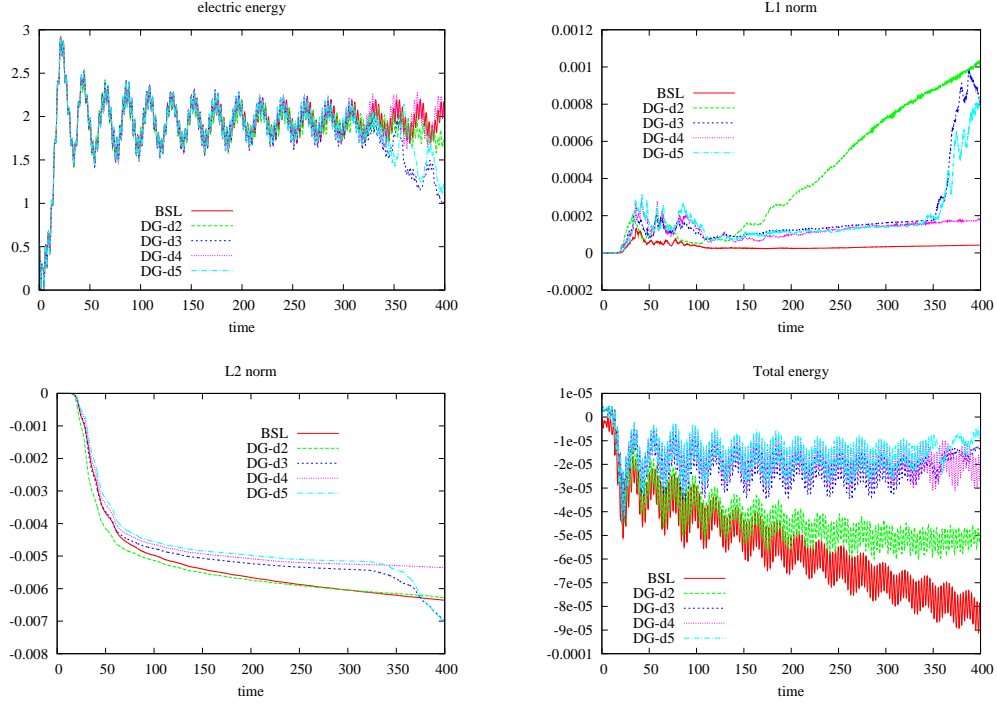 electric energy
3
2.5
2
1.5
1
0.5
0
0 50 100 150 200 250 300 350 400
time
BSL
DG-d2
DG-d3
DG-d4
DG-d5
L1 norm
0.0012
0.001
0.0008
0.0006
0.0004
0.0002
0
-0.0002
0 50 100 150 200 250 300 350 400
time
BSL
DG-d2
DG-d3
DG-d4
DG-d5
L2 norm
0
-0.001
-0.002
-0.003
-0.004
-0.005
-0.006
-0.007
-0.008
0 50 100 150 200 250 300 350 400
time
BSL
DG-d2
DG-d3
DG-d4
DG-d5
Total energy
1e-05
0
-1e-05
-2e-05
-3e-05
-4e-05
-5e-05
-6e-05
-7e-05
-8e-05
-9e-05
-0.0001
0 50 100 150 200 250 300 350 400
time
BSL
DG-d2
DG-d3
DG-d4
DG-d5